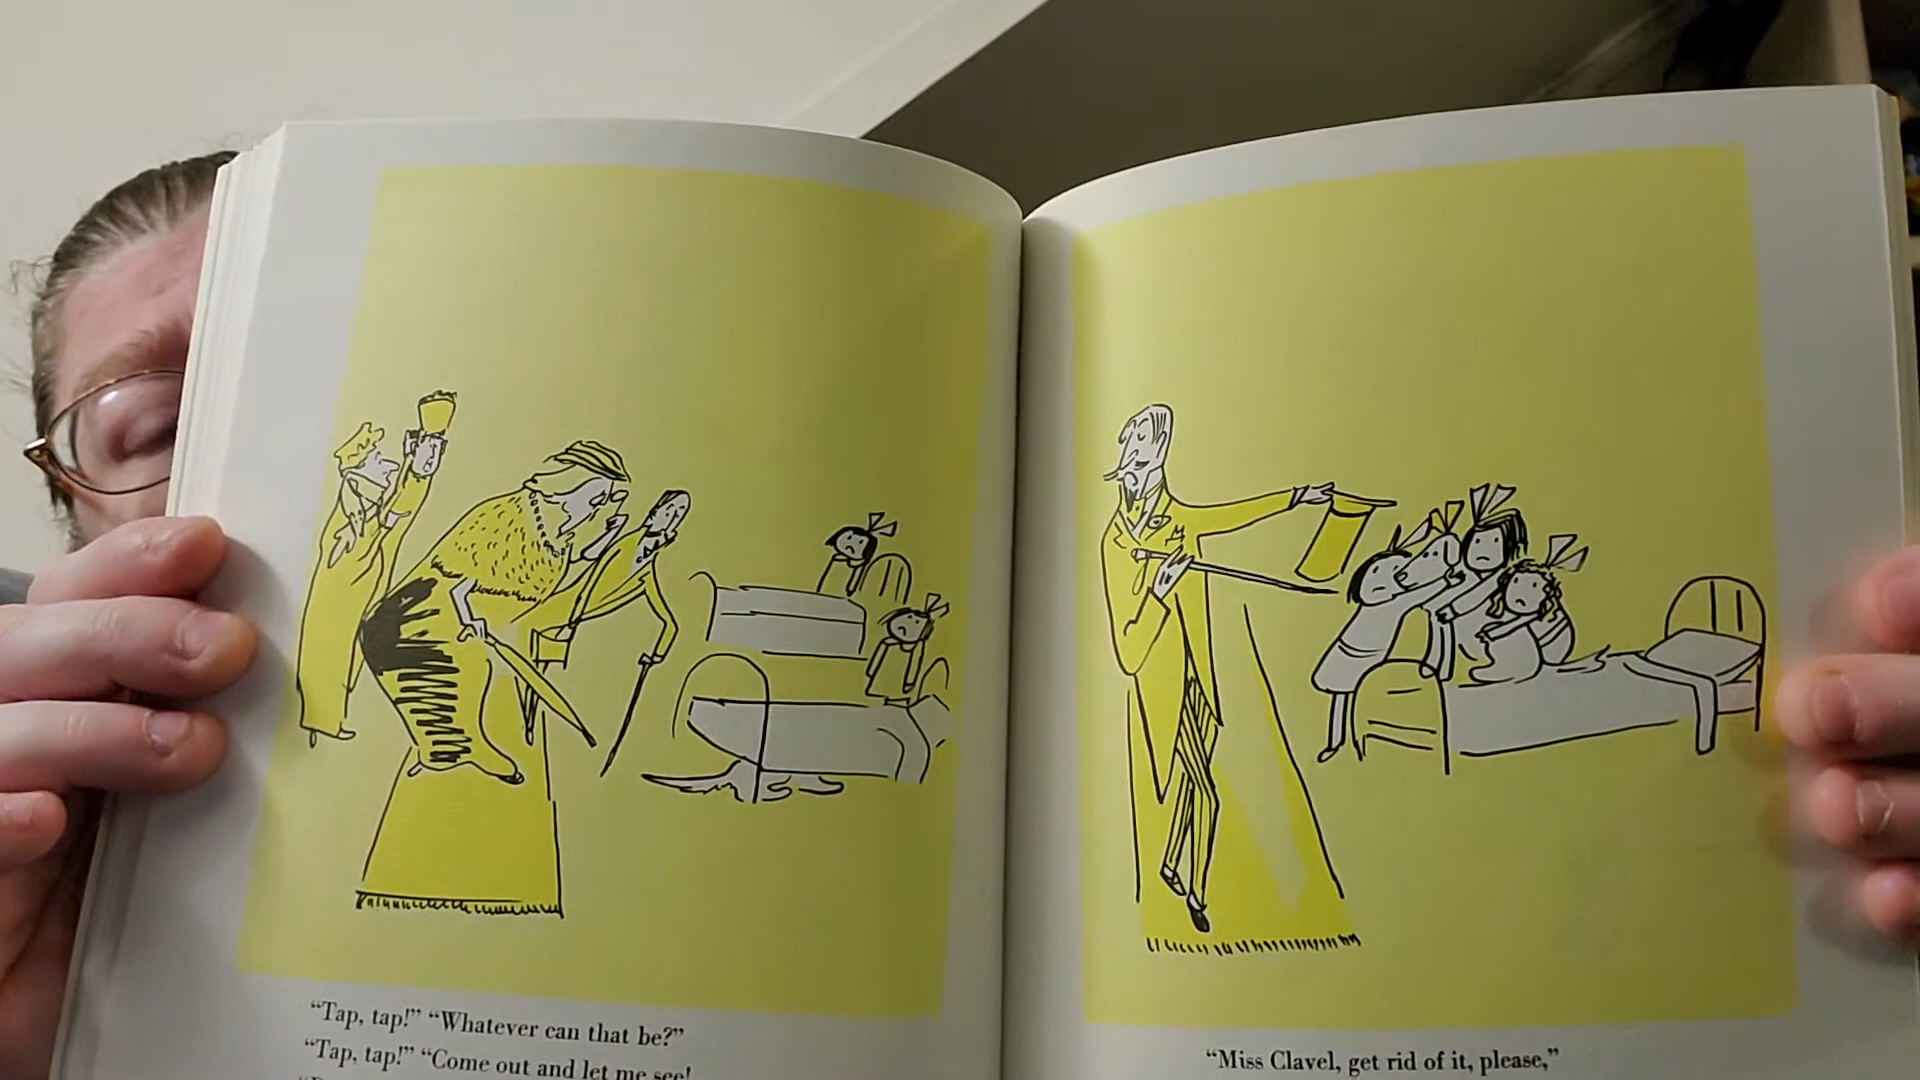 “Tap, tap!” “Whatever can that be?”
“Tap, tap!” “Come out and let me see!
“Miss Clavel, get rid of it, please,”